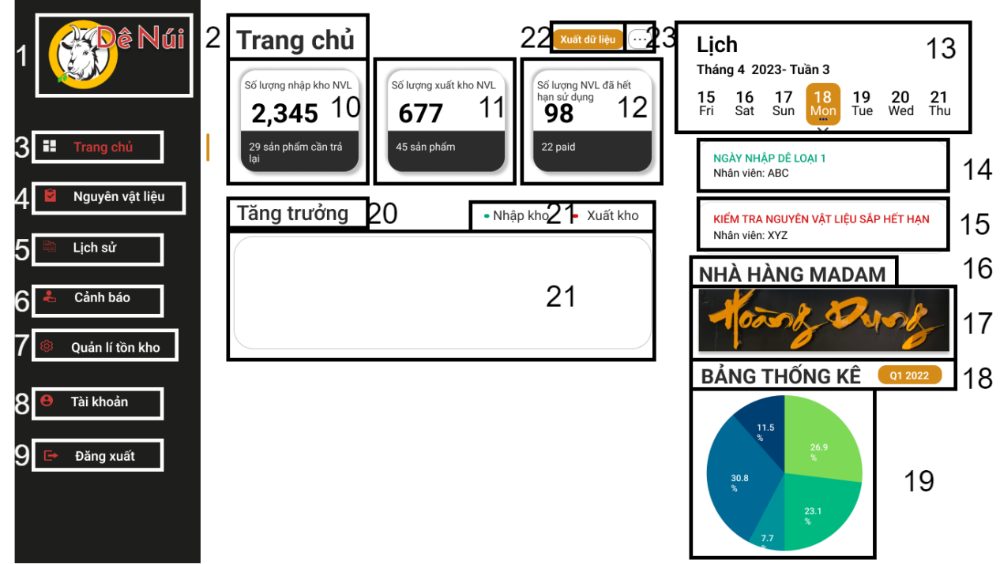 1
Dê Núi
3
Trang chủ
4
Nguyên vật liệu
5
Lịch sử
6
Cảnh báo
7
Quản lí tồn kho
8
Tài khoản
9
Đăng xuất
2
Trang chủ
22
Xuất dữ liệu
...
23
Số lượng nhập kho NVL
2,345
10
29 sản phẩm cần trả
lại
Số lượng xuất kho NVL
677
11
45 sản phẩm
Số lượng NVL đã hết
hạn sử dụng
98
12
22 paid
Tăng trưởng
20
Nhập kho
21
Xuất kho
21
Lịch
13
Tháng 4 2023- Tuần 3
15 16 17 18 19 20 21
Fri Sat Sun Mon Tue Wed Thu
NGÀY NHẬP DÊ LOẠI 1
Nhân viên: ABC
14
KIỂM TRA NGUYÊN VẬT LIỆU SẮP HẾT HẠN
Nhân viên: XYZ
15
NHÀ HÀNG MADAM
16
Hoàng Dung
17
BẢNG THỐNG KÊ
Q1 2022
18
11.5
%
26.9
%
30.8
%
23.1
%
7.7
%
19